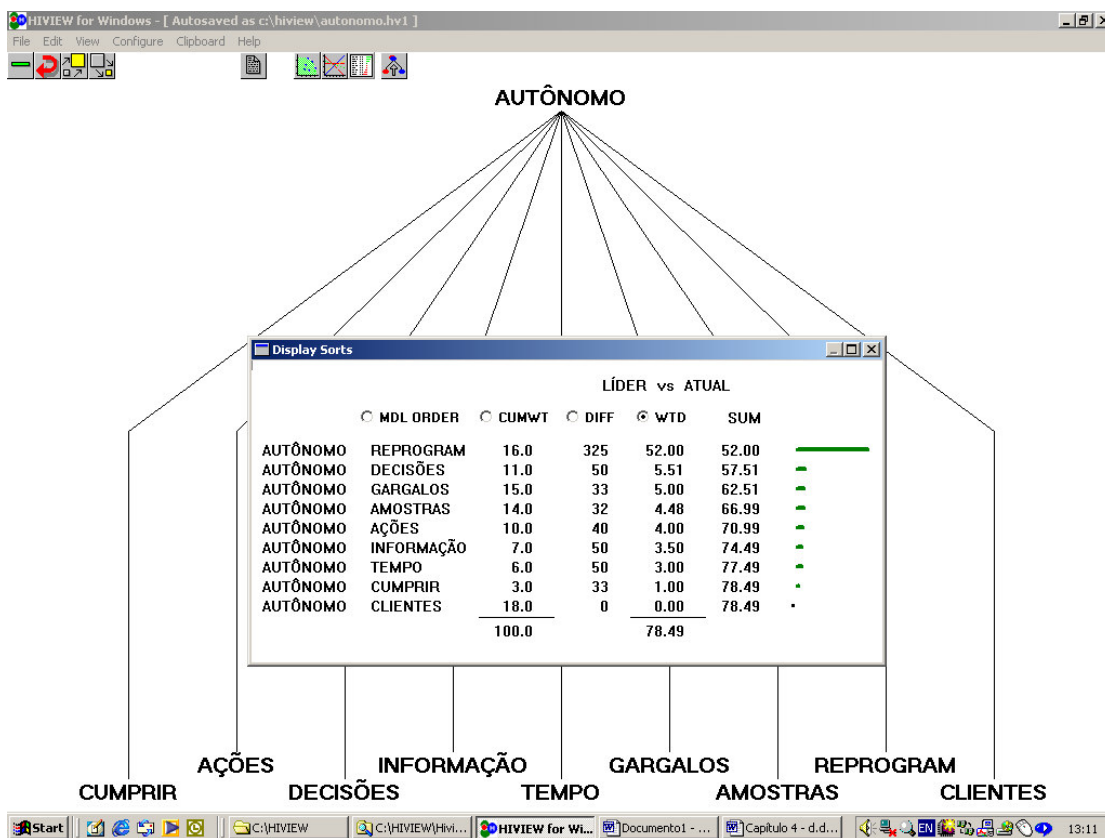 HIVIEW for Windows - [ Autosaved as c:\hiview\autonomo.hv1 ]
File Edit View Configure Clipboard Help
AUTÔNOMO
Display Sorts
LÍDER vs ATUAL
MDL ORDER CUMWT DIFF WTD SUM
AUTÔNOMO REPROGRAM 16.0 325 52.00 52.00
AUTÔNOMO DECISÕES 11.0 50 5.51 57.51
AUTÔNOMO GARGALOS 15.0 33 5.00 62.51
AUTÔNOMO AMOSTRAS 14.0 32 4.48 66.99
AUTÔNOMO AÇÕES 10.0 40 4.00 70.99
AUTÔNOMO INFORMAÇÃO 7.0 50 3.50 74.49
AUTÔNOMO TEMPO 6.0 50 3.00 77.49
AUTÔNOMO CUMPRIR 3.0 33 1.00 78.49
AUTÔNOMO CLIENTES 18.0 0 0.00 78.49
100.0 78.49
AÇÕES INFORMAÇÃO GARGALOS REPROGRAM
CUMPRIR DECISÕES TEMPO AMOSTRAS CLIENTES
Start C:\HIVIEW C:\HIVIEW\Hivi... HIVIEW for Wi... Documento1 - ... Capítulo 4 - d.d... EN 13:11